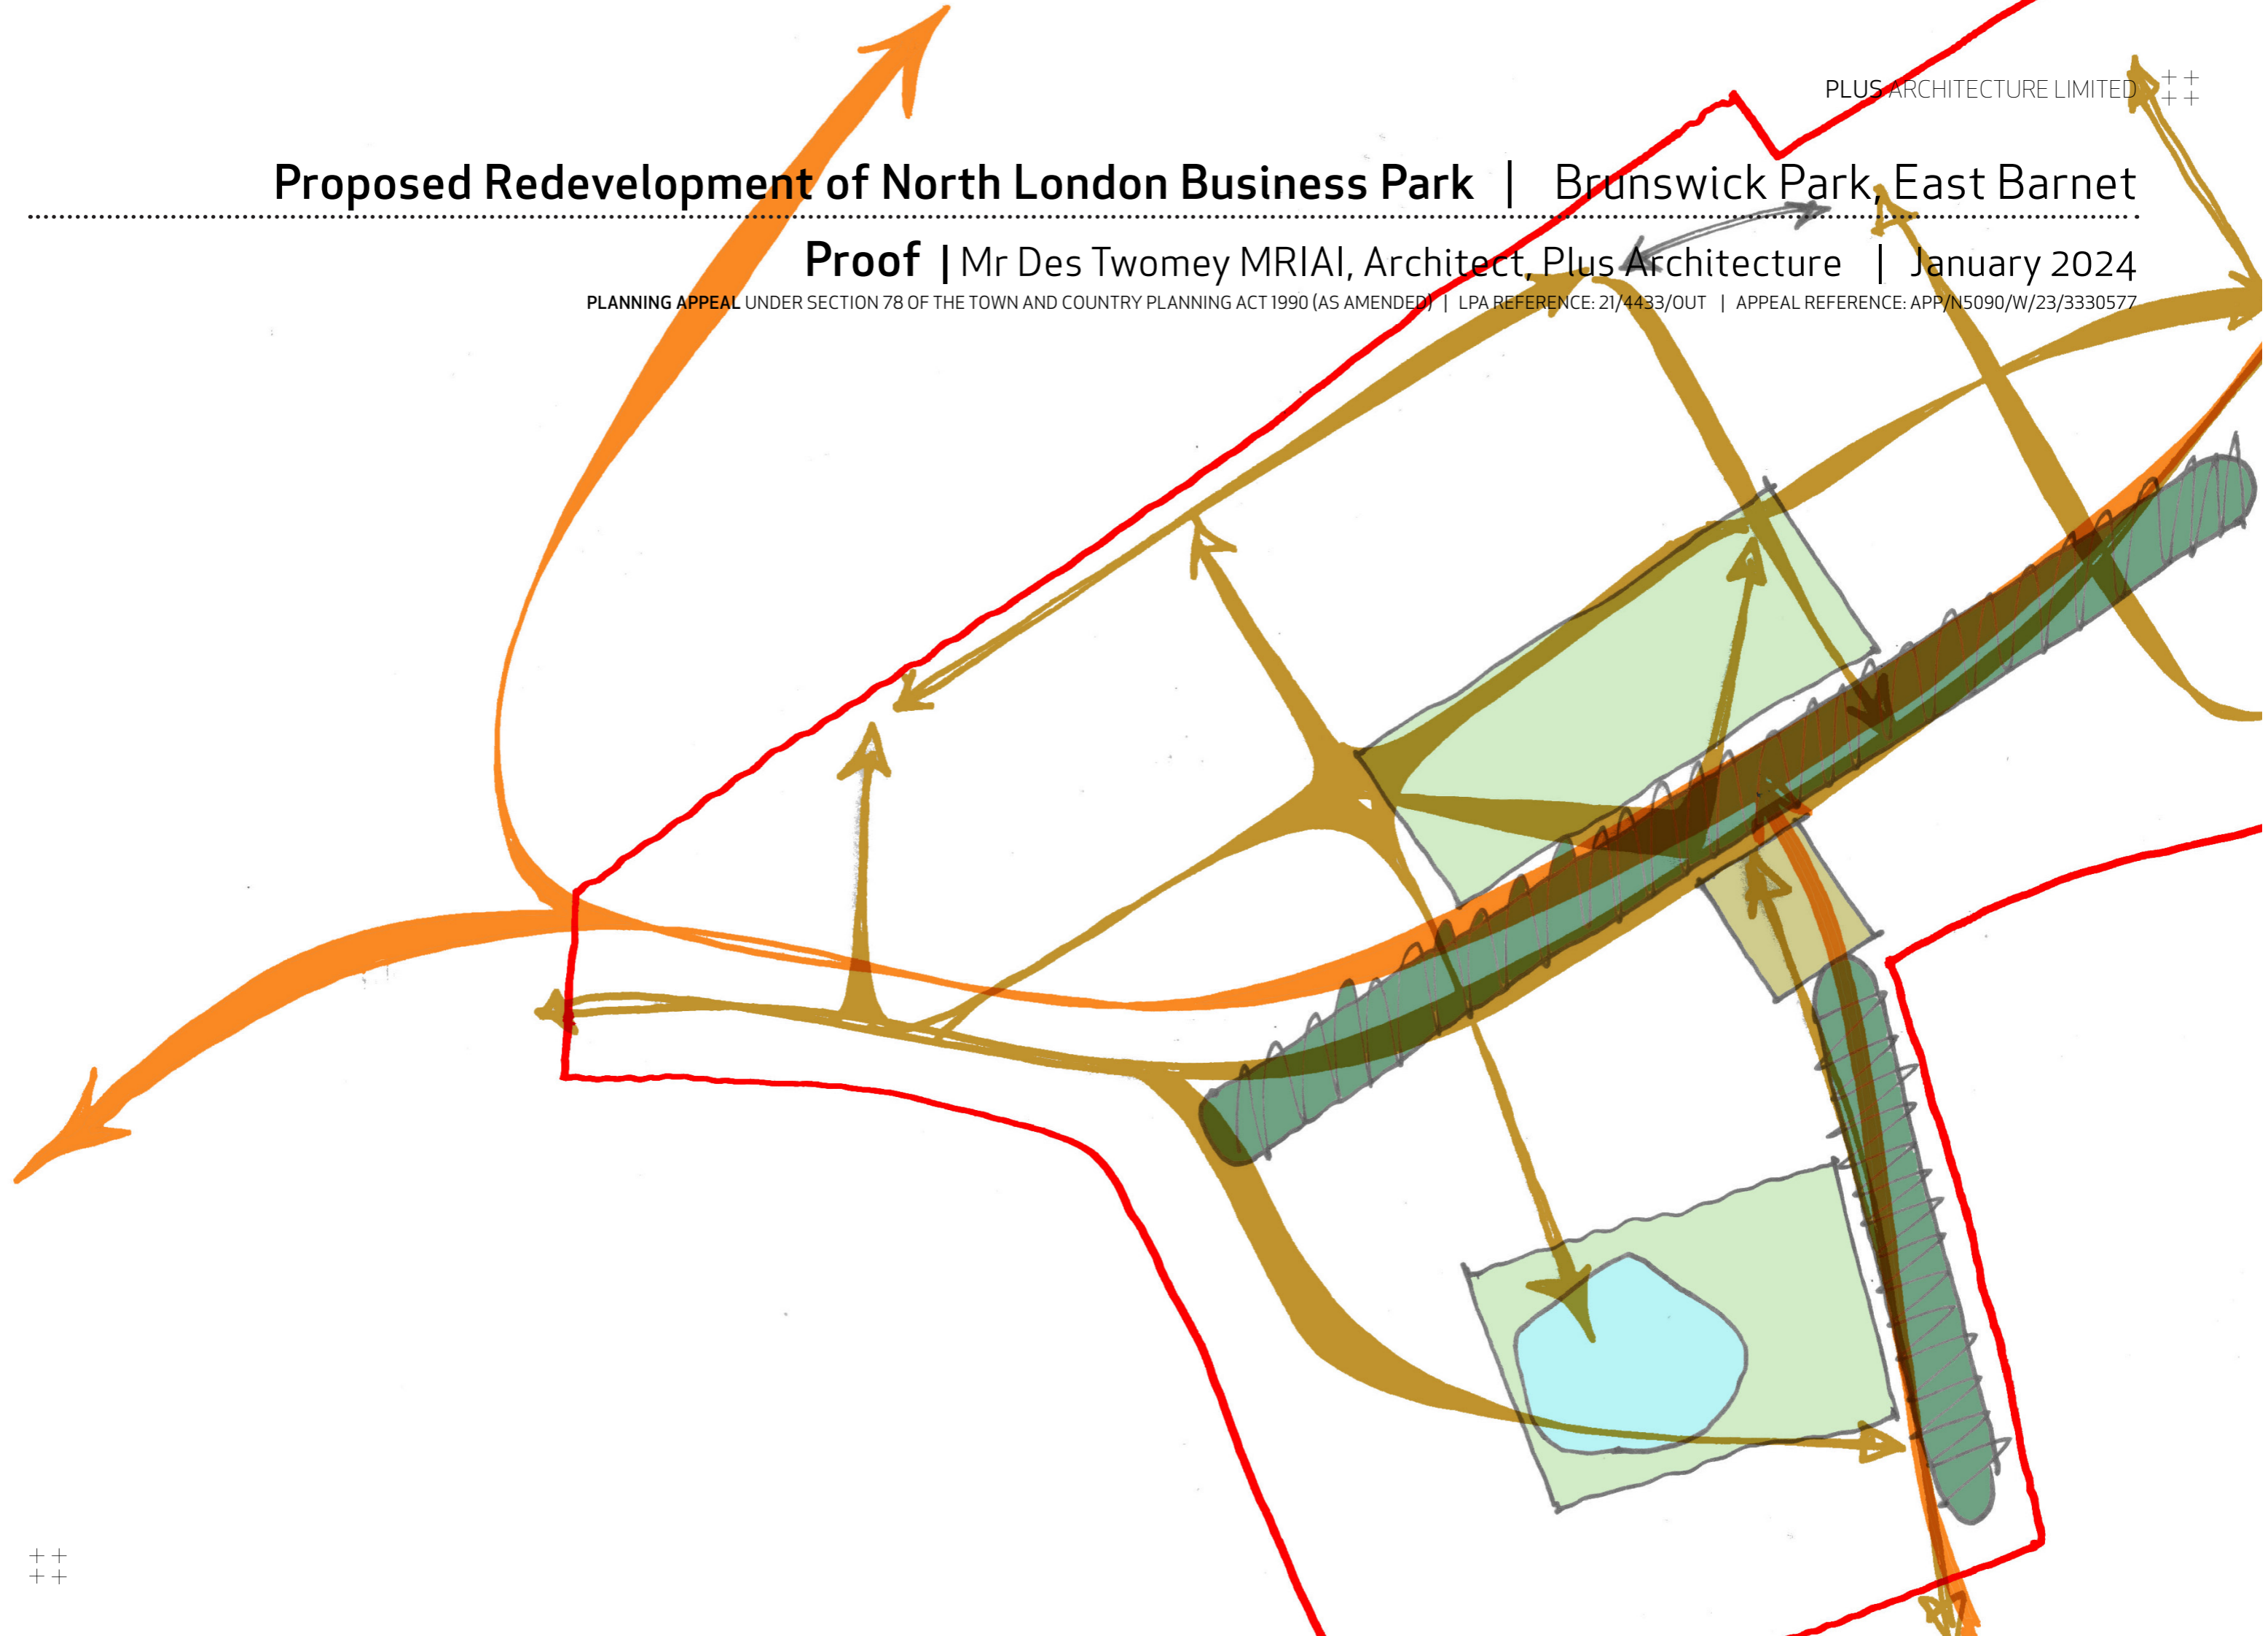 PLUS ARCHITECTURE LIMITED
Proposed Redevelopment of North London Business Park | Brunswick Park, East Barnet
Proof | Mr Des Twomey MRIAI, Architect, Plus Architecture | January 2024
PLANNING APPEAL UNDER SECTION 78 OF THE TOWN AND COUNTRY PLANNING ACT 1990 (AS AMENDED) | LPA REFERENCE: 21/4433/OUT | APPEAL REFERENCE: APP/N5090/W/23/3330577